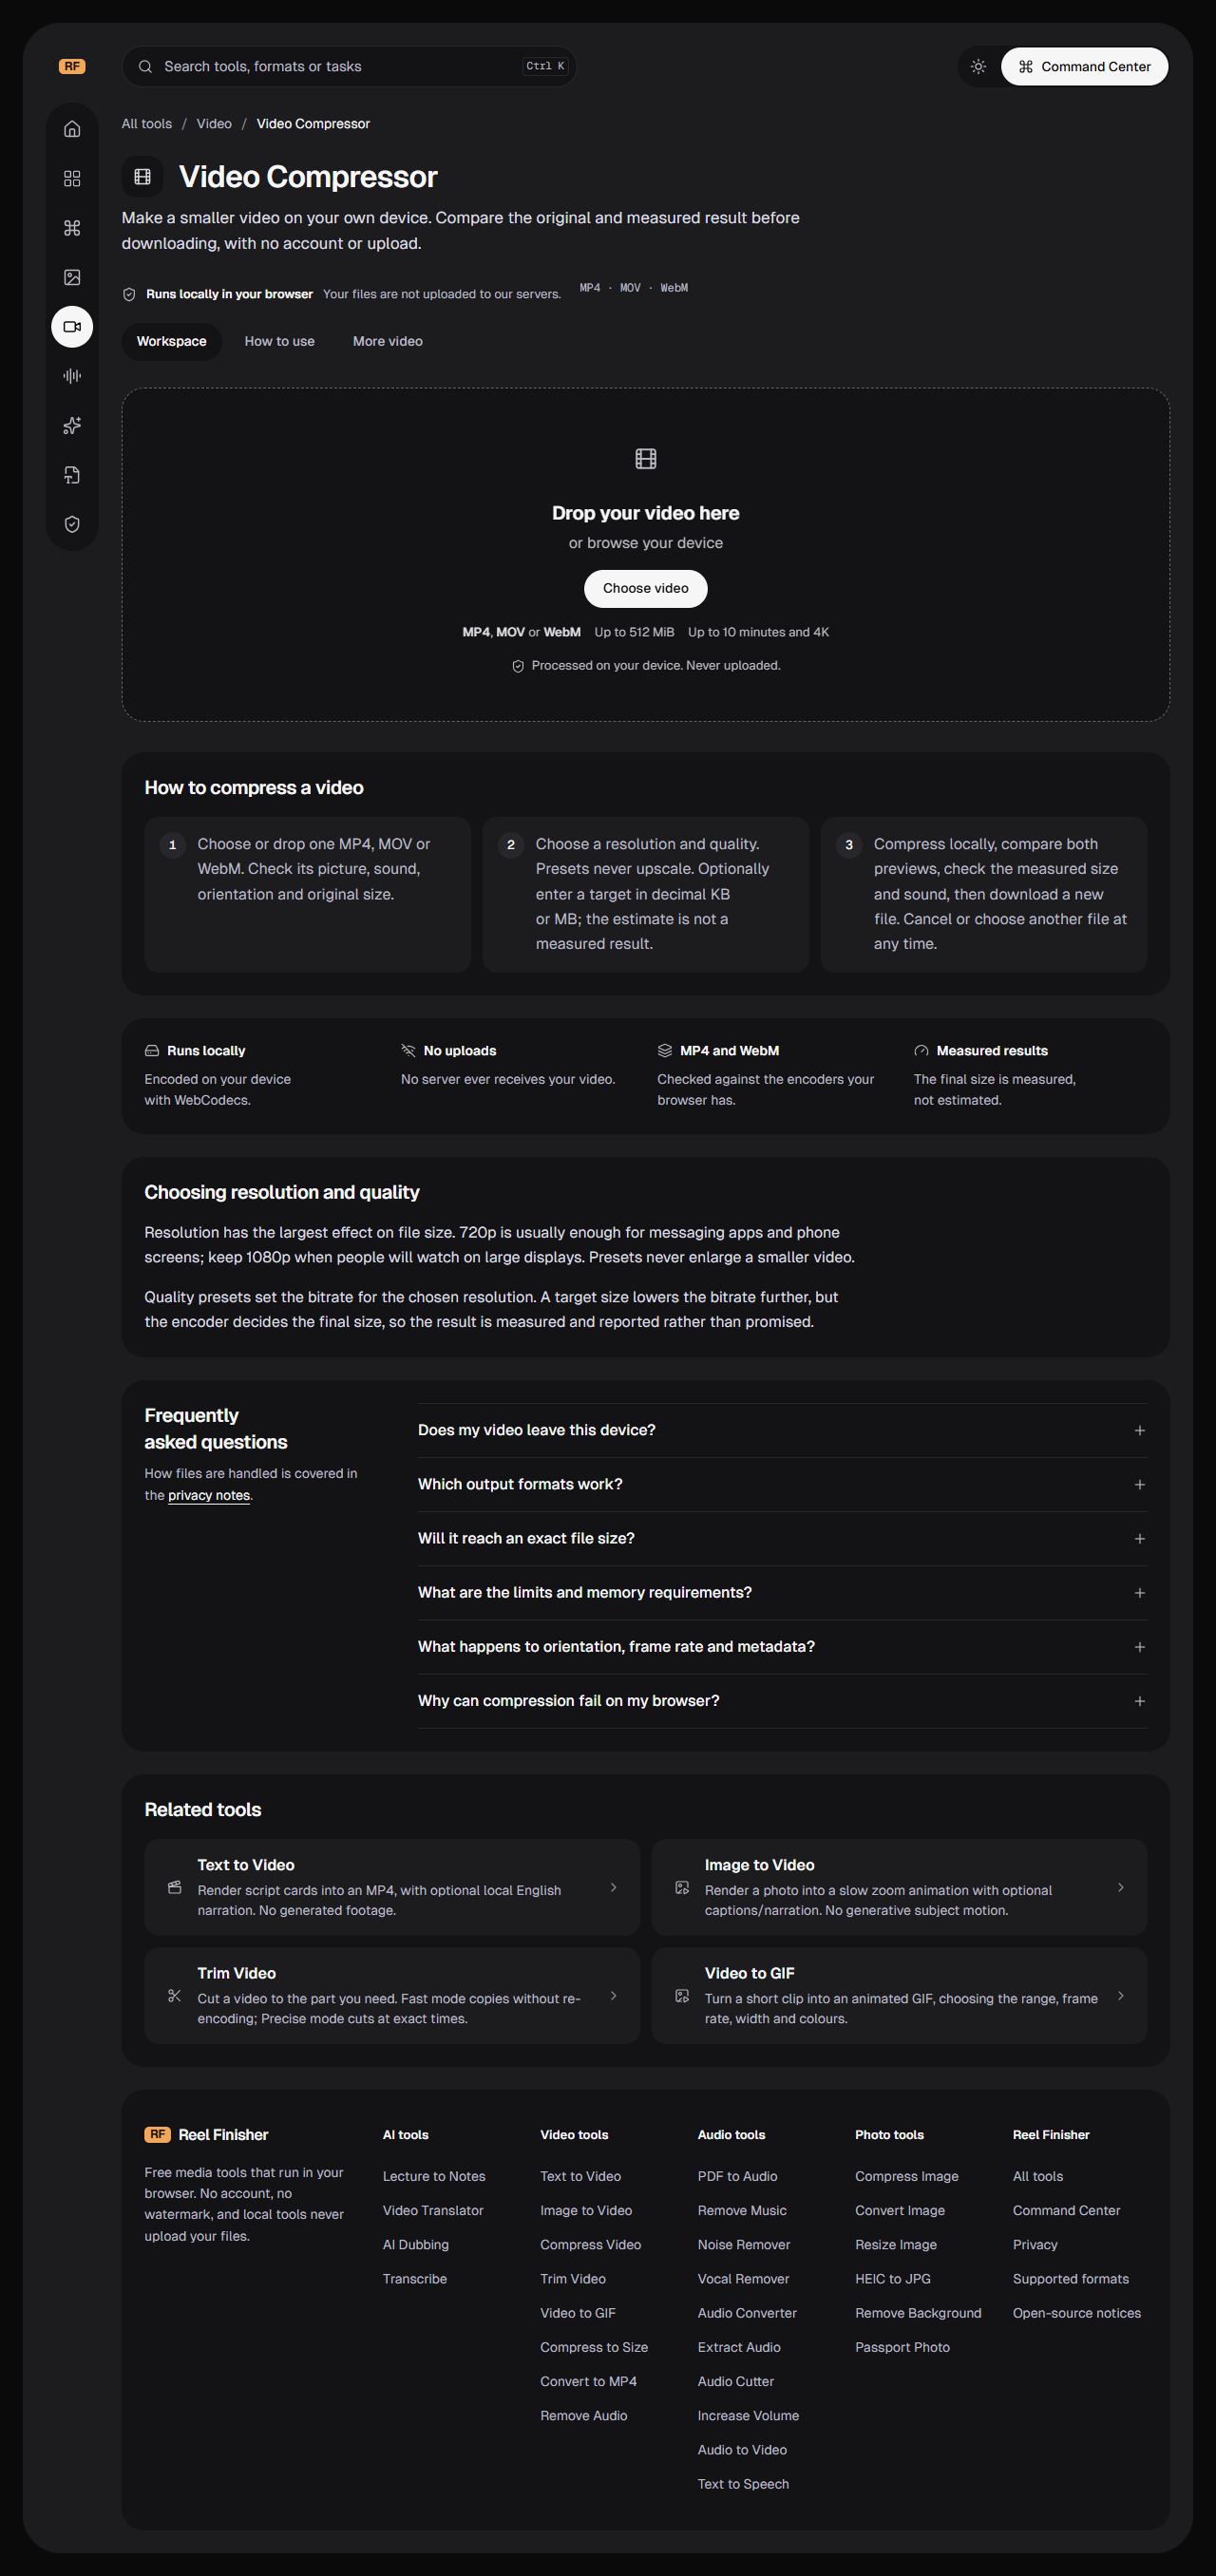 RF
Search tools, formats or tasks
Ctrl K
Command Center
All tools / Video / Video Compressor
Video Compressor
Make a smaller video on your own device. Compare the original and measured result before
downloading, with no account or upload.
Runs locally in your browser Your files are not uploaded to our servers.
MP4 · MOV · WebM
Workspace
How to use
More video
Drop your video here
or browse your device
Choose video
MP4, MOV or WebM Up to 512 MiB Up to 10 minutes and 4K
Processed on your device. Never uploaded.
How to compress a video
1
Choose or drop one MP4, MOV or
WebM. Check its picture, sound,
orientation and original size.
2
Choose a resolution and quality.
Presets never upscale. Optionally
enter a target in decimal KB
or MB; the estimate is not a
measured result.
3
Compress locally, compare both
previews, check the measured size
and sound, then download a new
file. Cancel or choose another file at
any time.
Runs locally
Encoded on your device
with WebCodecs.
No uploads
No server ever receives your video.
MP4 and WebM
Checked against the encoders your
browser has.
Measured results
The final size is measured,
not estimated.
Choosing resolution and quality
Resolution has the largest effect on file size. 720p is usually enough for messaging apps and phone
screens; keep 1080p when people will watch on large displays. Presets never enlarge a smaller video.
Quality presets set the bitrate for the chosen resolution. A target size lowers the bitrate further, but
the encoder decides the final size, so the result is measured and reported rather than promised.
Frequently
asked questions
How files are handled is covered in
the privacy notes.
Does my video leave this device?
Which output formats work?
Will it reach an exact file size?
What are the limits and memory requirements?
What happens to orientation, frame rate and metadata?
Why can compression fail on my browser?
Related tools
Text to Video
Render script cards into an MP4, with optional local English
narration. No generated footage.
Image to Video
Render a photo into a slow zoom animation with optional
captions/narration. No generative subject motion.
Trim Video
Cut a video to the part you need. Fast mode copies without re-
encoding; Precise mode cuts at exact times.
Video to GIF
Turn a short clip into an animated GIF, choosing the range, frame
rate, width and colours.
RF Reel Finisher
Free media tools that run in your
browser. No account, no
watermark, and local tools never
upload your files.
AI tools
Lecture to Notes
Video Translator
AI Dubbing
Transcribe
Video tools
Text to Video
Image to Video
Compress Video
Trim Video
Video to GIF
Compress to Size
Convert to MP4
Remove Audio
Audio tools
PDF to Audio
Remove Music
Noise Remover
Vocal Remover
Audio Converter
Extract Audio
Audio Cutter
Increase Volume
Audio to Video
Text to Speech
Photo tools
Compress Image
Convert Image
Resize Image
HEIC to JPG
Remove Background
Passport Photo
Reel Finisher
All tools
Command Center
Privacy
Supported formats
Open-source notices